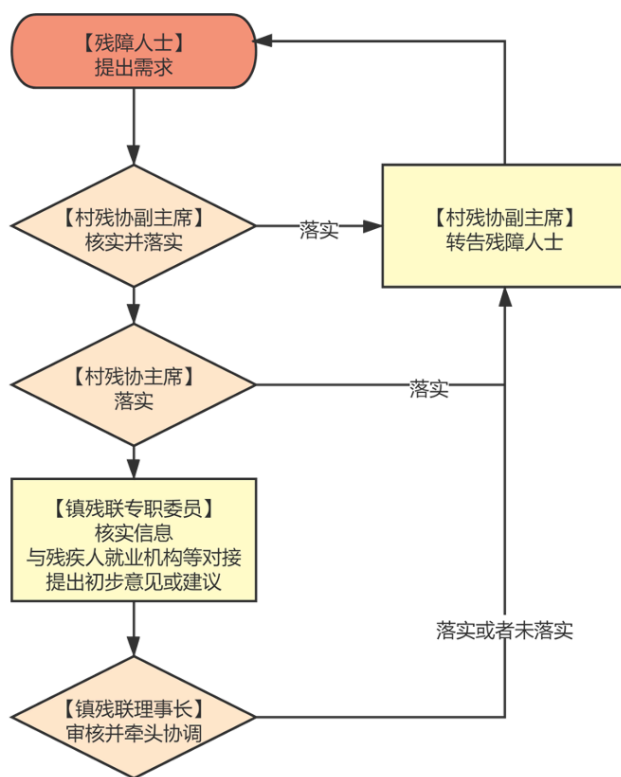 【残障人士】
提出需求
【村残协副主席】
核实并落实
落实
【村残协副主席】
转告残障人士
【村残协主席】
落实
落实
【镇残联专职委员】
核实信息
与残疾人就业机构等对接
提出初步意见或建议
落实或者未落实
【镇残联理事长】
审核并牵头协调